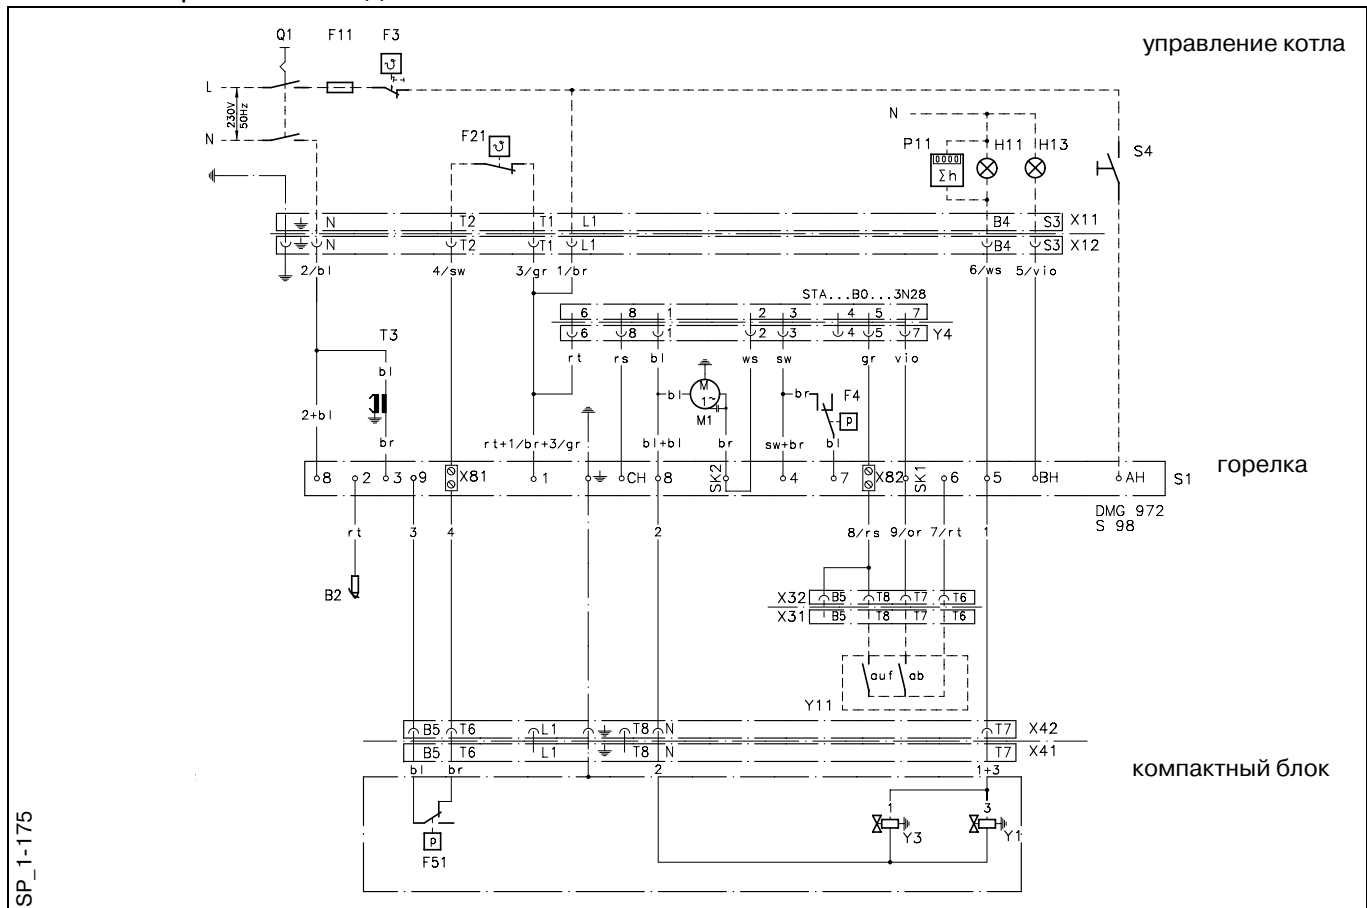 управление котла
Q1 F11 F3
L
230V
50Hz
N
F21
N
P11 H11 H13 S4
0000
Σh
N T2 T1 L1 B4 S3 X11
N T2 T1 L1 B4 S3 X12
2/bl 4/sw 3/gr 1/br 6/ws 5/vio
STA...B0...3N28
6 8 1 2 3 4 5 7
6 8 1 2 3 4 5 7 Y4
T3
rt rs bl ws sw gr vio
bl
M
1~
M1
bl br F4
P
2+bl br rt+1/br+3/gr bl+bl br sw+br bl
горелка
8 2 3 9 X81 1 CH 8 SK2 4 7 X82 SK1 6 5 BH AH S1
DMG 972
S 98
rt 3 4 2 8/rs 9/or 7/rt 1
B2
X32 B5 T8 T7 T6
X31 B5 T8 T7 T6
auf ab
Y11
B5 T6 L1 T8 N T7 X42
B5 T6 L1 T8 N T7 X41
bl br 2 1+3
компактный блок
1 3
Y3 Y1
P
F51
SP_1-175